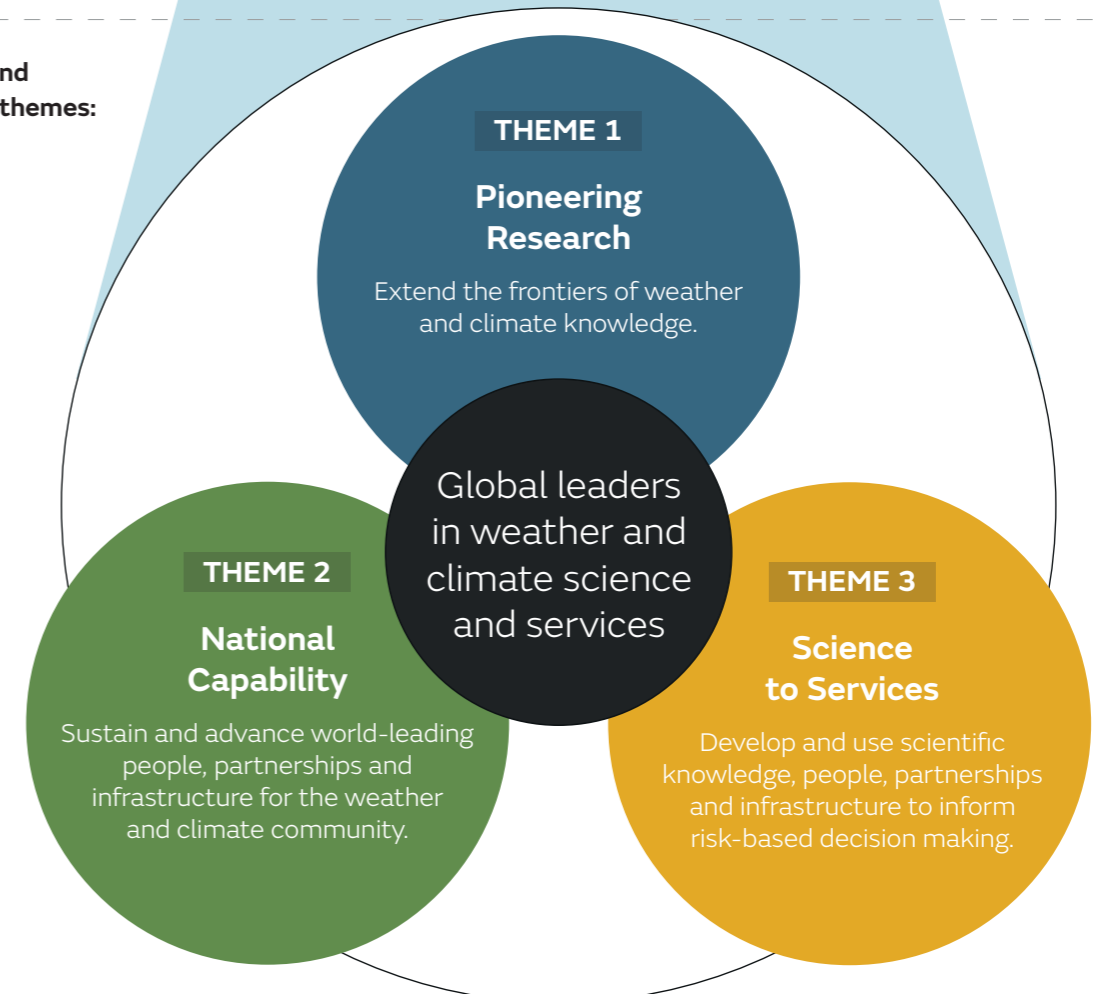 nd
themes:
THEME 1
Pioneering
Research
Extend the frontiers of weather
and climate knowledge.
Global leaders
in weather and
climate science
and services
THEME 2
National
Capability
Sustain and advance world-leading
people, partnerships and
infrastructure for the weather
and climate community.
THEME 3
Science
to Services
Develop and use scientific
knowledge, people, partnerships
and infrastructure to inform
risk-based decision making.